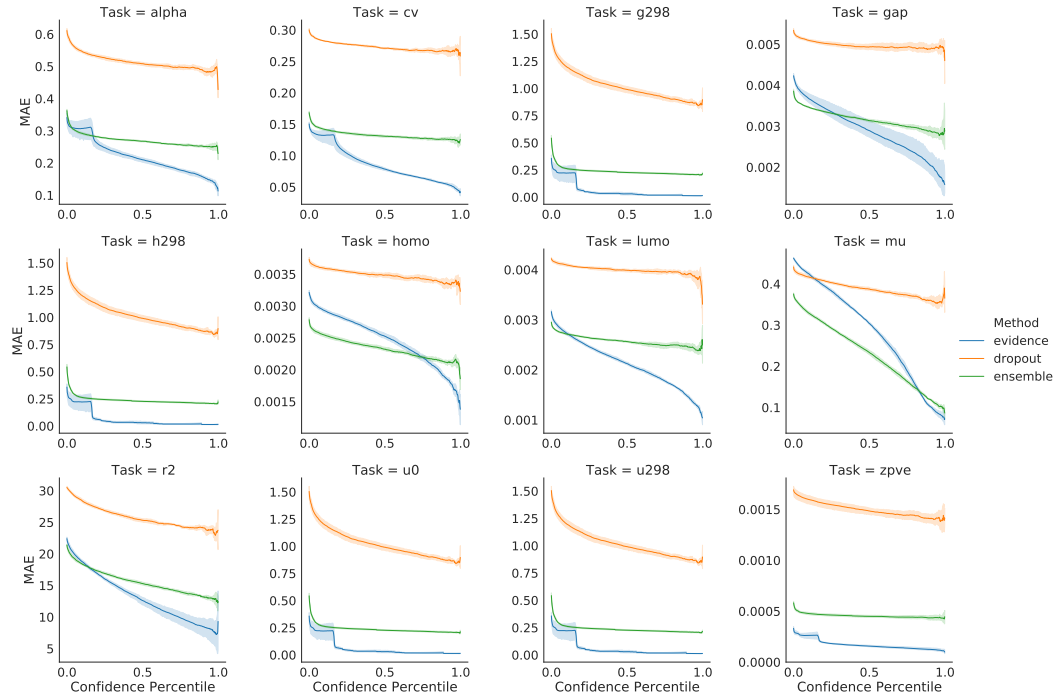 Task = alpha
0.6
0.5
0.4
0.3
0.2
0.1
MAE
0.0 0.5 1.0
Task = cv
0.30
0.25
0.20
0.15
0.10
0.05
0.0 0.5 1.0
Task = g298
1.50
1.25
1.00
0.75
0.50
0.25
0.00
0.0 0.5 1.0
Task = gap
0.005
0.004
0.003
0.002
0.0 0.5 1.0
Task = h298
1.50
1.25
1.00
0.75
0.50
0.25
0.00
MAE
0.0 0.5 1.0
Task = homo
0.0035
0.0030
0.0025
0.0020
0.0015
0.0 0.5 1.0
Task = lumo
0.004
0.003
0.002
0.001
0.0 0.5 1.0
Task = mu
0.4
0.3
0.2
0.1
0.0 0.5 1.0
Method
evidence
dropout
ensemble
Task = r2
30
25
20
15
10
5
MAE
0.0 0.5 1.0
Confidence Percentile
Task = u0
1.50
1.25
1.00
0.75
0.50
0.25
0.00
0.0 0.5 1.0
Confidence Percentile
Task = u298
1.50
1.25
1.00
0.75
0.50
0.25
0.00
0.0 0.5 1.0
Confidence Percentile
Task = zpve
0.0015
0.0010
0.0005
0.0000
0.0 0.5 1.0
Confidence Percentile